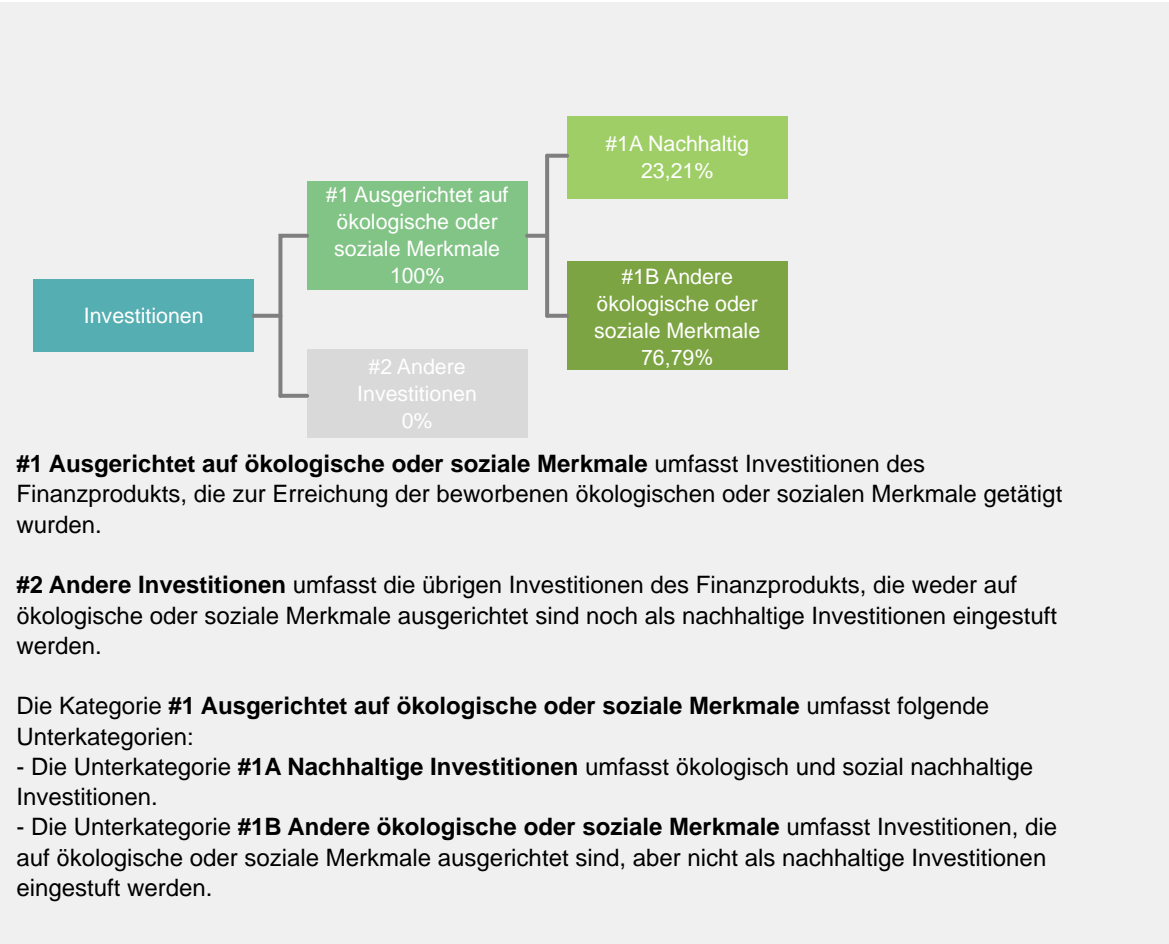 #1A Nachhaltig
23,21%
#1 Ausgerichtet auf
ökologische oder
soziale Merkmale
100%
#1B Andere
ökologische oder
soziale Merkmale
76,79%
Investitionen
#2 Andere
Investitionen
0%
#1 Ausgerichtet auf ökologische oder soziale Merkmale umfasst Investitionen des
Finanzprodukts, die zur Erreichung der beworbenen ökologischen oder sozialen Merkmale getätigt
wurden.
#2 Andere Investitionen umfasst die übrigen Investitionen des Finanzprodukts, die weder auf
ökologische oder soziale Merkmale ausgerichtet sind noch als nachhaltige Investitionen eingestuft
werden.
Die Kategorie #1 Ausgerichtet auf ökologische oder soziale Merkmale umfasst folgende
Unterkategorien:
- Die Unterkategorie #1A Nachhaltige Investitionen umfasst ökologisch und sozial nachhaltige
Investitionen.
- Die Unterkategorie #1B Andere ökologische oder soziale Merkmale umfasst Investitionen, die
auf ökologische oder soziale Merkmale ausgerichtet sind, aber nicht als nachhaltige Investitionen
eingestuft werden.